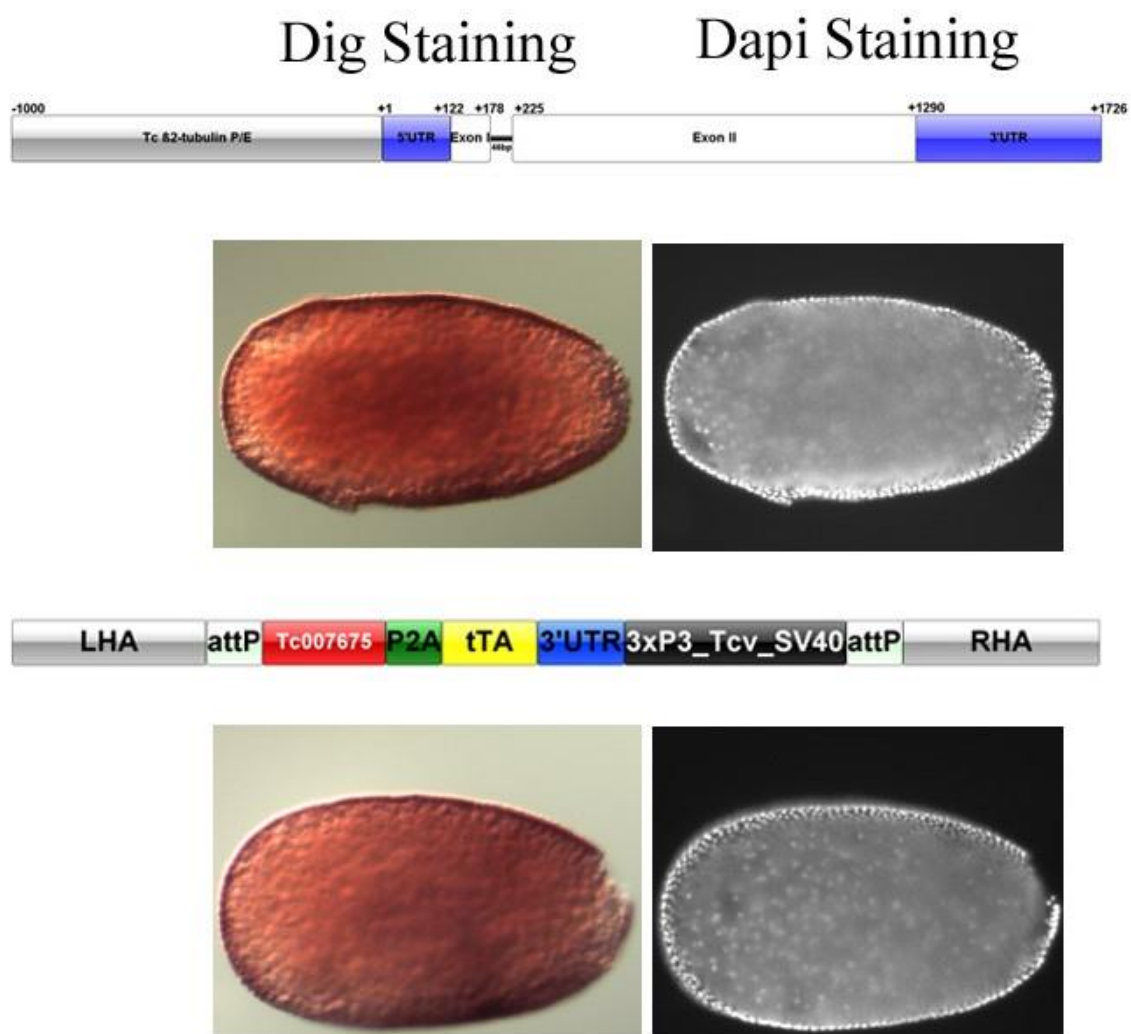 Dig Staining Dapi Staining
-1000 +1 +122 +178 +225 +1290 +1726
Tc ß2-tubulin P/E 5'UTR Exon I 46bp Exon II 3'UTR
LHA attP Tc007675 P2A tTA 3'UTR 3xP3_Tcv_SV40 attP RHA